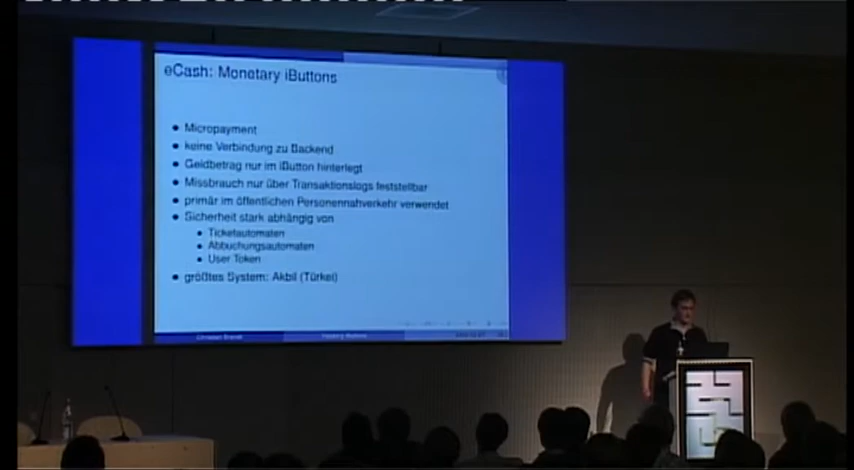 eCash: Monetary iButtons
Micropayment
keine Verbindung zu Backend
Geldbetrag nur im iButton hinterlegt
Missbrauch nur über Transaktionslogs feststellbar
primär im öffentlichen Personennahverkehr verwendet
Sicherheit stark abhängig von
Ticketautomaten
Abbuchungsautomaten
User Token
größtes System: Akbil (Türkei)